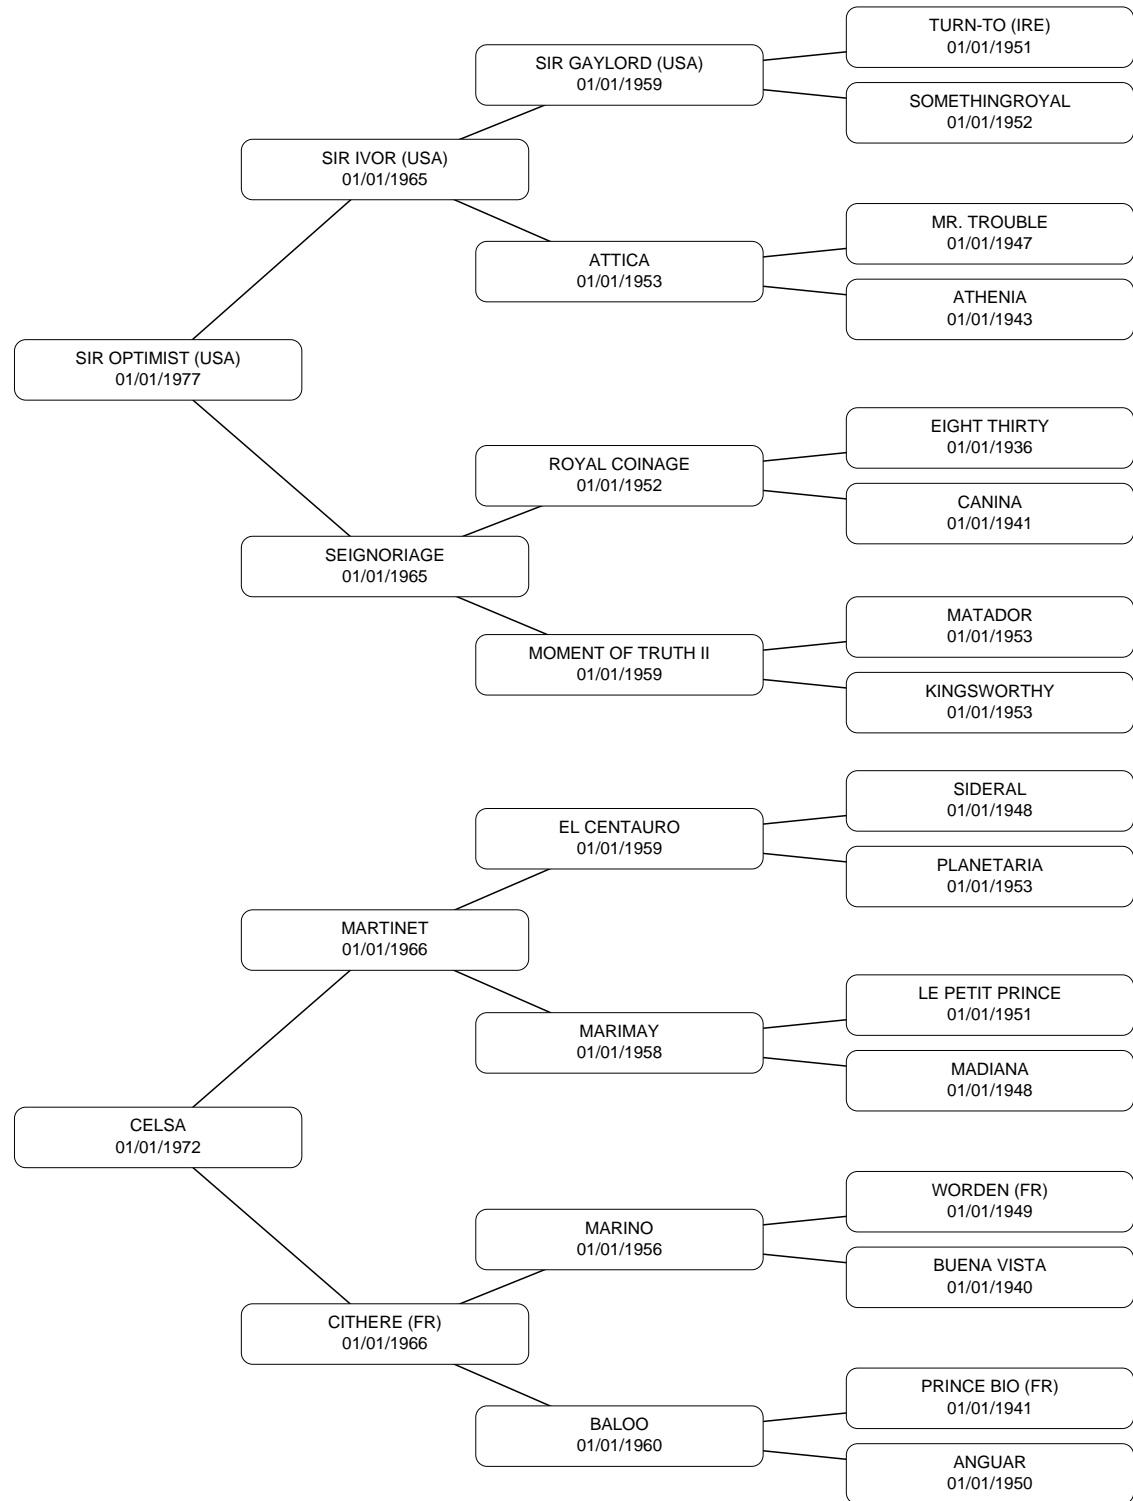 TURN-TO (IRE)
01/01/1951
SIR GAYLORD (USA)
01/01/1959
SOMETHINGROYAL
01/01/1952
SIR IVOR (USA)
01/01/1965
MR. TROUBLE
01/01/1947
ATTICA
01/01/1953
ATHENIA
01/01/1943
SIR OPTIMIST (USA)
01/01/1977
EIGHT THIRTY
01/01/1936
ROYAL COINAGE
01/01/1952
CANINA
01/01/1941
SEIGNORIAGE
01/01/1965
MATADOR
01/01/1953
MOMENT OF TRUTH II
01/01/1959
KINGSWORTHY
01/01/1953
SIDERAL
01/01/1948
EL CENTAURO
01/01/1959
PLANETARIA
01/01/1953
MARTINET
01/01/1966
LE PETIT PRINCE
01/01/1951
MARIMAY
01/01/1958
MADIANA
01/01/1948
CELSA
01/01/1972
WORDEN (FR)
01/01/1949
MARINO
01/01/1956
BUENA VISTA
01/01/1940
CITHERE (FR)
01/01/1966
PRINCE BIO (FR)
01/01/1941
BALOO
01/01/1960
ANGUAR
01/01/1950